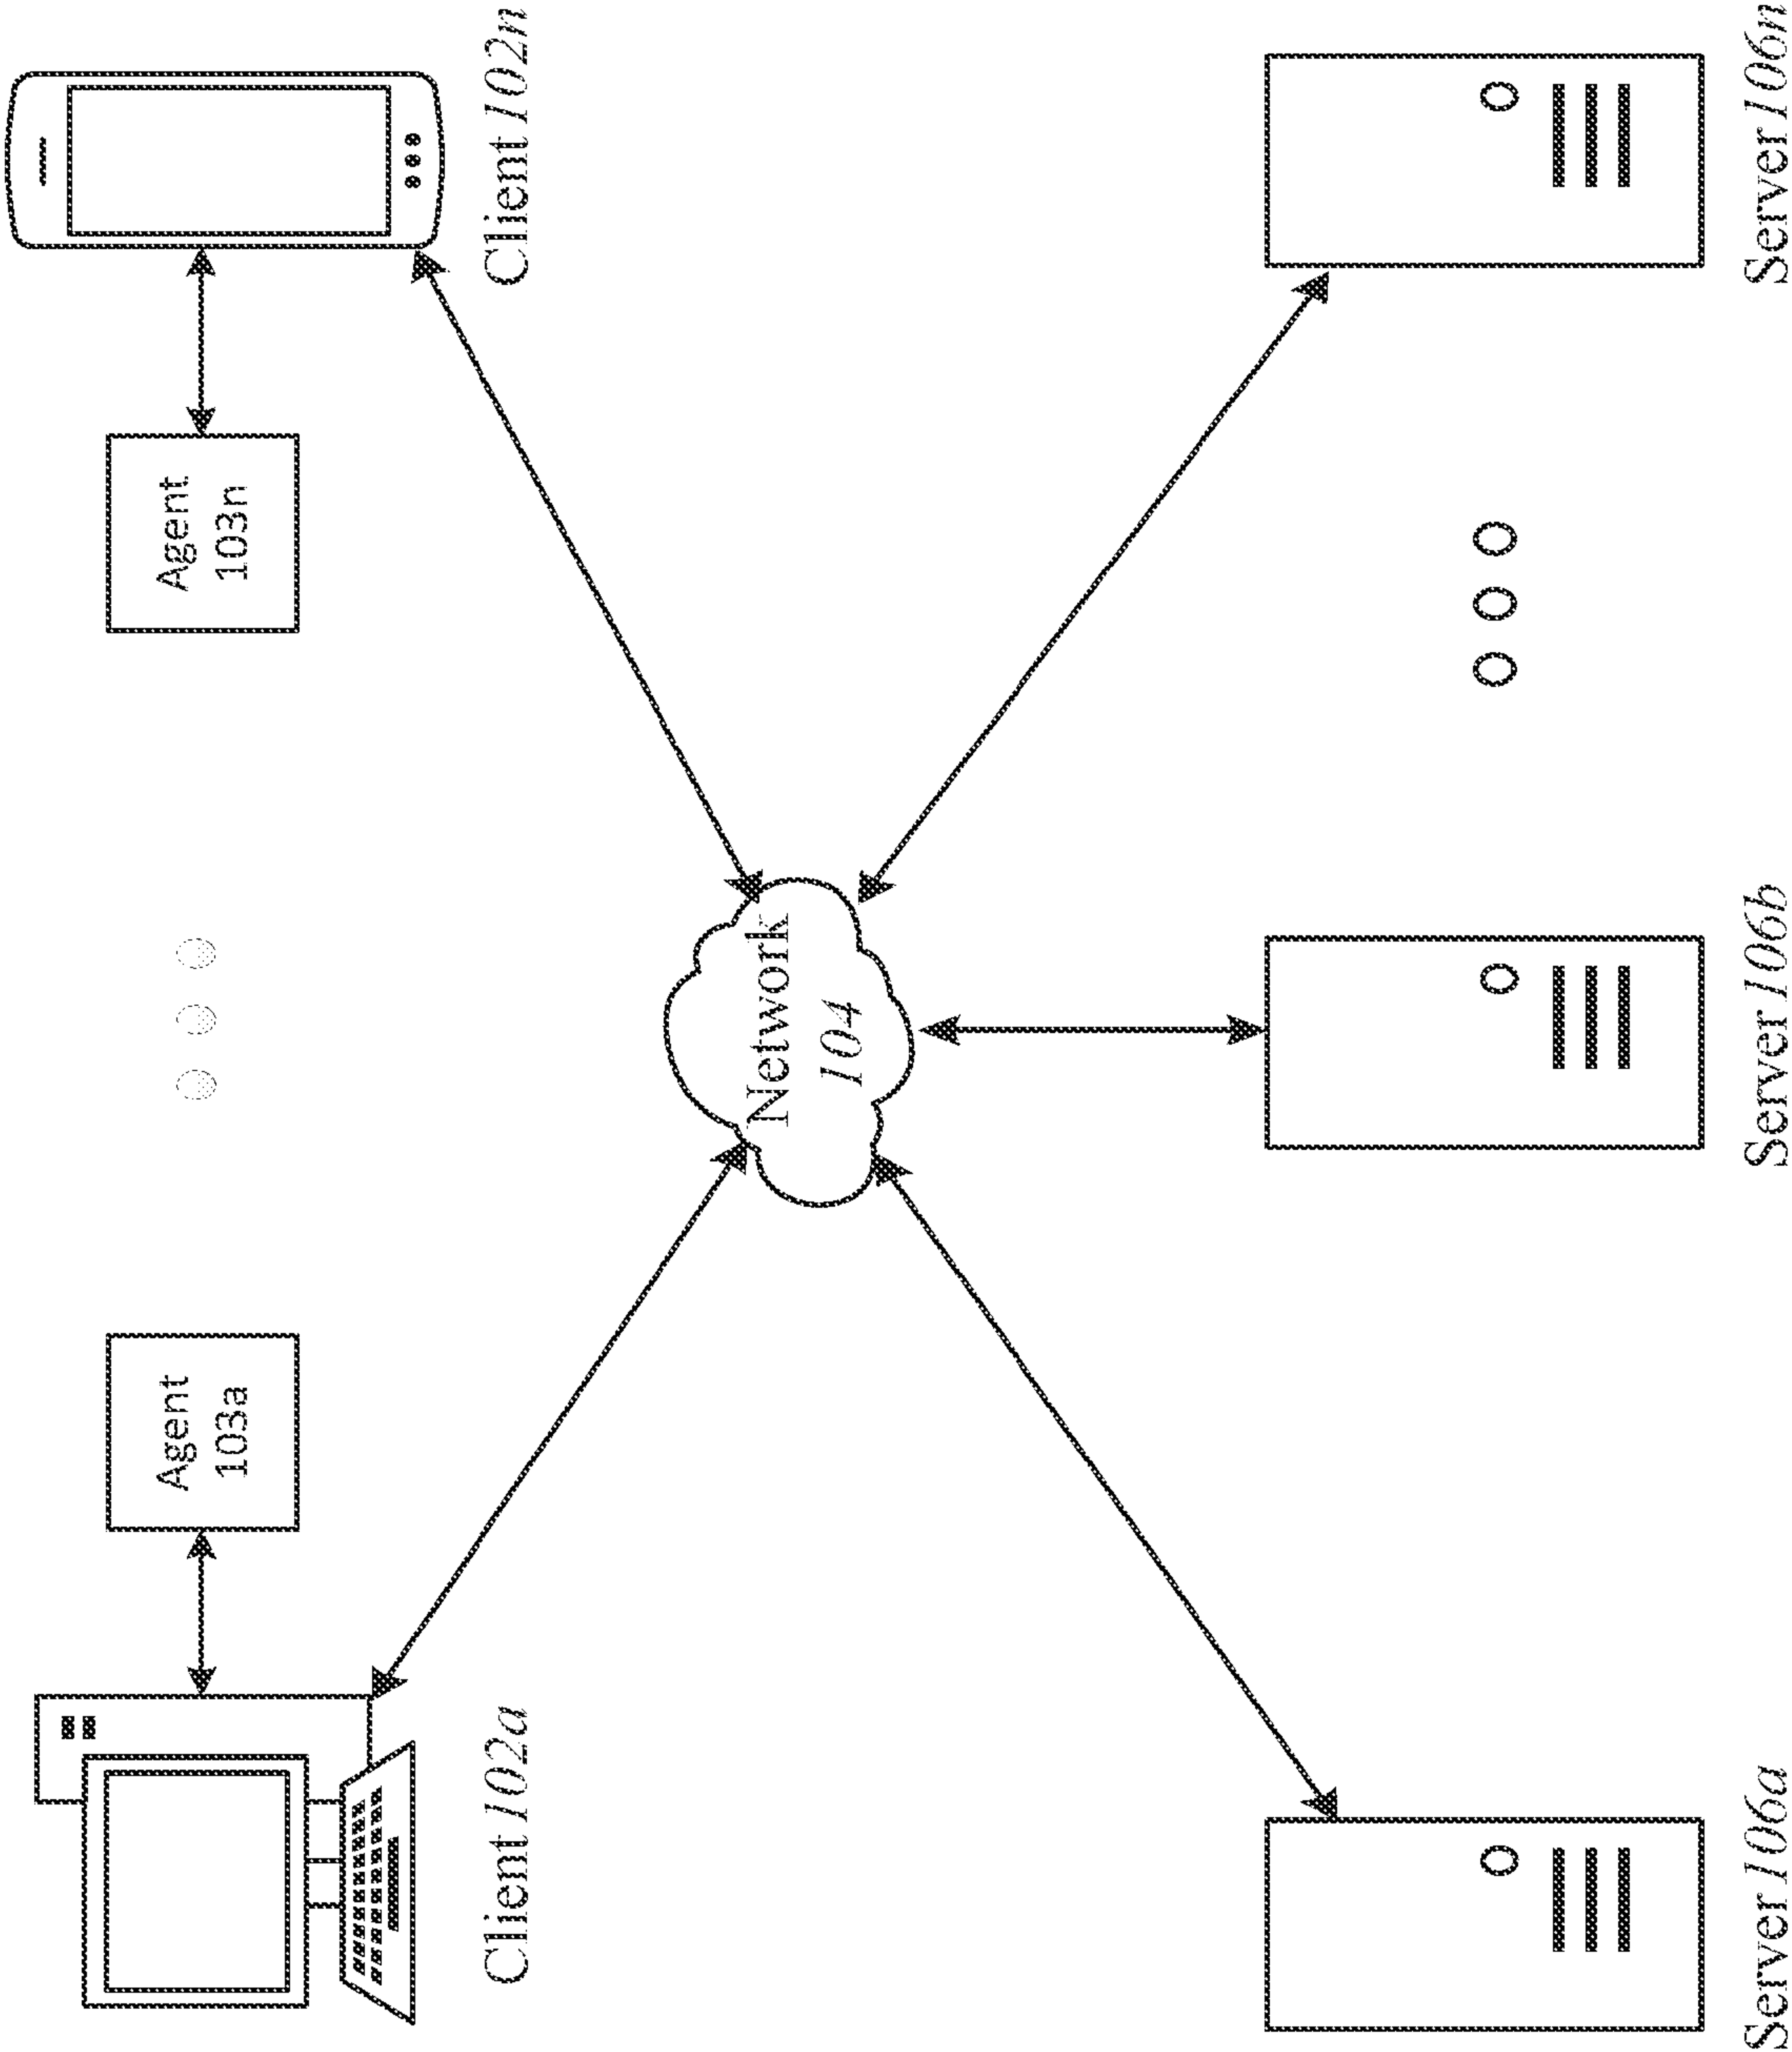 Agent
103a
Agent
103n
Client 102a
Client 102n
Network
104
Server 106a
Server 106b
Server 106n